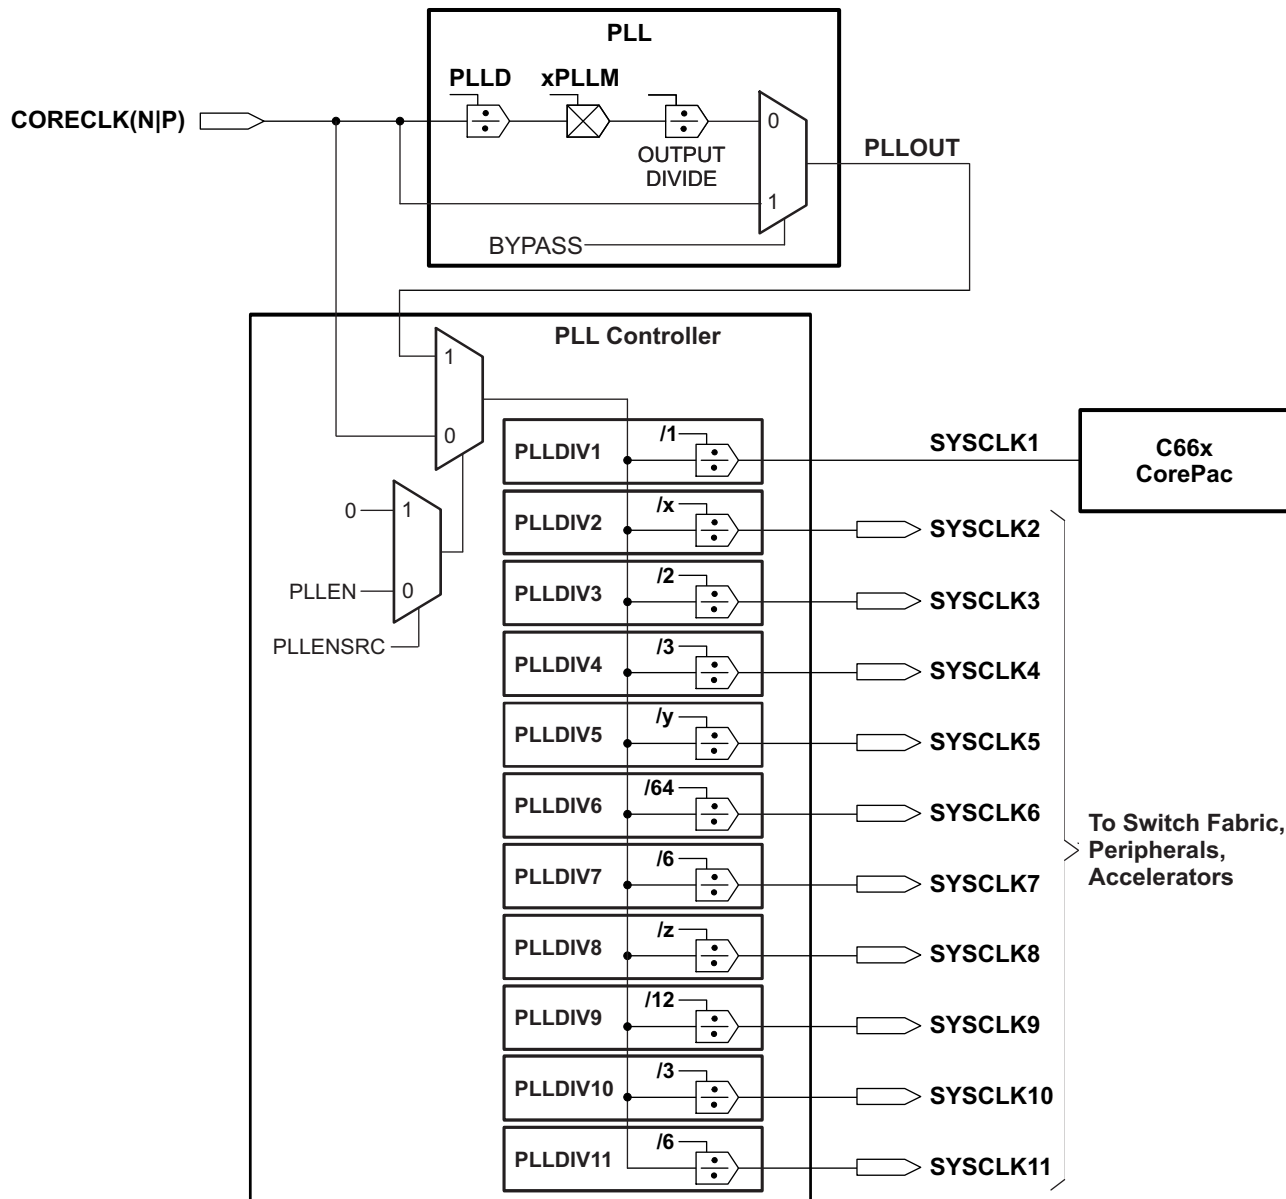 PLL
PLLD
xPLLM
CORECLK(N|P)
0
OUTPUT
DIVIDE
PLLOUT
1
BYPASS
PLL Controller
1
0
0
1
PLLEN
0
PLLENSRC
PLLDIV1
/1
SYSCLK1
C66x
CorePac
PLLDIV2
/x
SYSCLK2
PLLDIV3
/2
SYSCLK3
PLLDIV4
/3
SYSCLK4
PLLDIV5
/y
SYSCLK5
PLLDIV6
/64
SYSCLK6
To Switch Fabric,
Peripherals,
Accelerators
PLLDIV7
/6
SYSCLK7
PLLDIV8
/z
SYSCLK8
PLLDIV9
/12
SYSCLK9
PLLDIV10
/3
SYSCLK10
PLLDIV11
/6
SYSCLK11